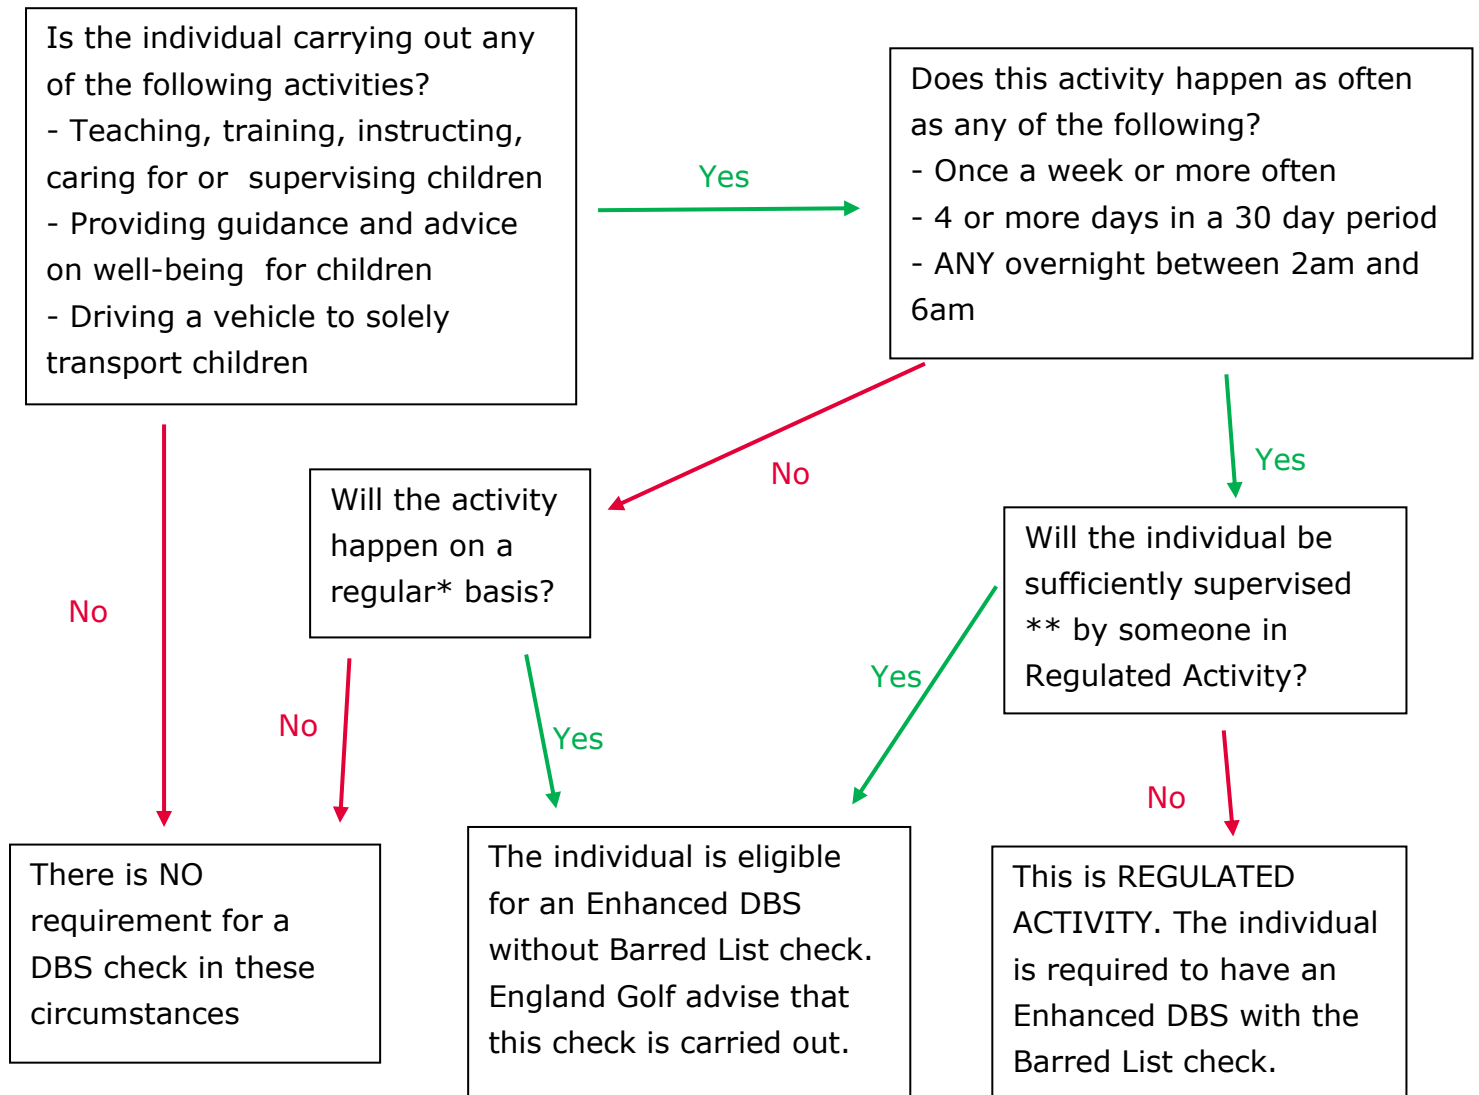 Is the individual carrying out any
of the following activities?
- Teaching, training, instructing,
caring for or  supervising children
- Providing guidance and advice
on well-being  for children
- Driving a vehicle to solely
transport children
Yes
Does this activity happen as often
as any of the following?
- Once a week or more often
- 4 or more days in a 30 day period
- ANY overnight between 2am and
6am
No
Yes
No
Will the activity
happen on a
regular* basis?
Will the individual be
sufficiently supervised
** by someone in
Regulated Activity?
No
Yes
Yes
No
There is NO
requirement for a
DBS check in these
circumstances
The individual is eligible
for an Enhanced DBS
without Barred List check.
England Golf advise that
this check is carried out.
This is REGULATED
ACTIVITY. The individual
is required to have an
Enhanced DBS with the
Barred List check.